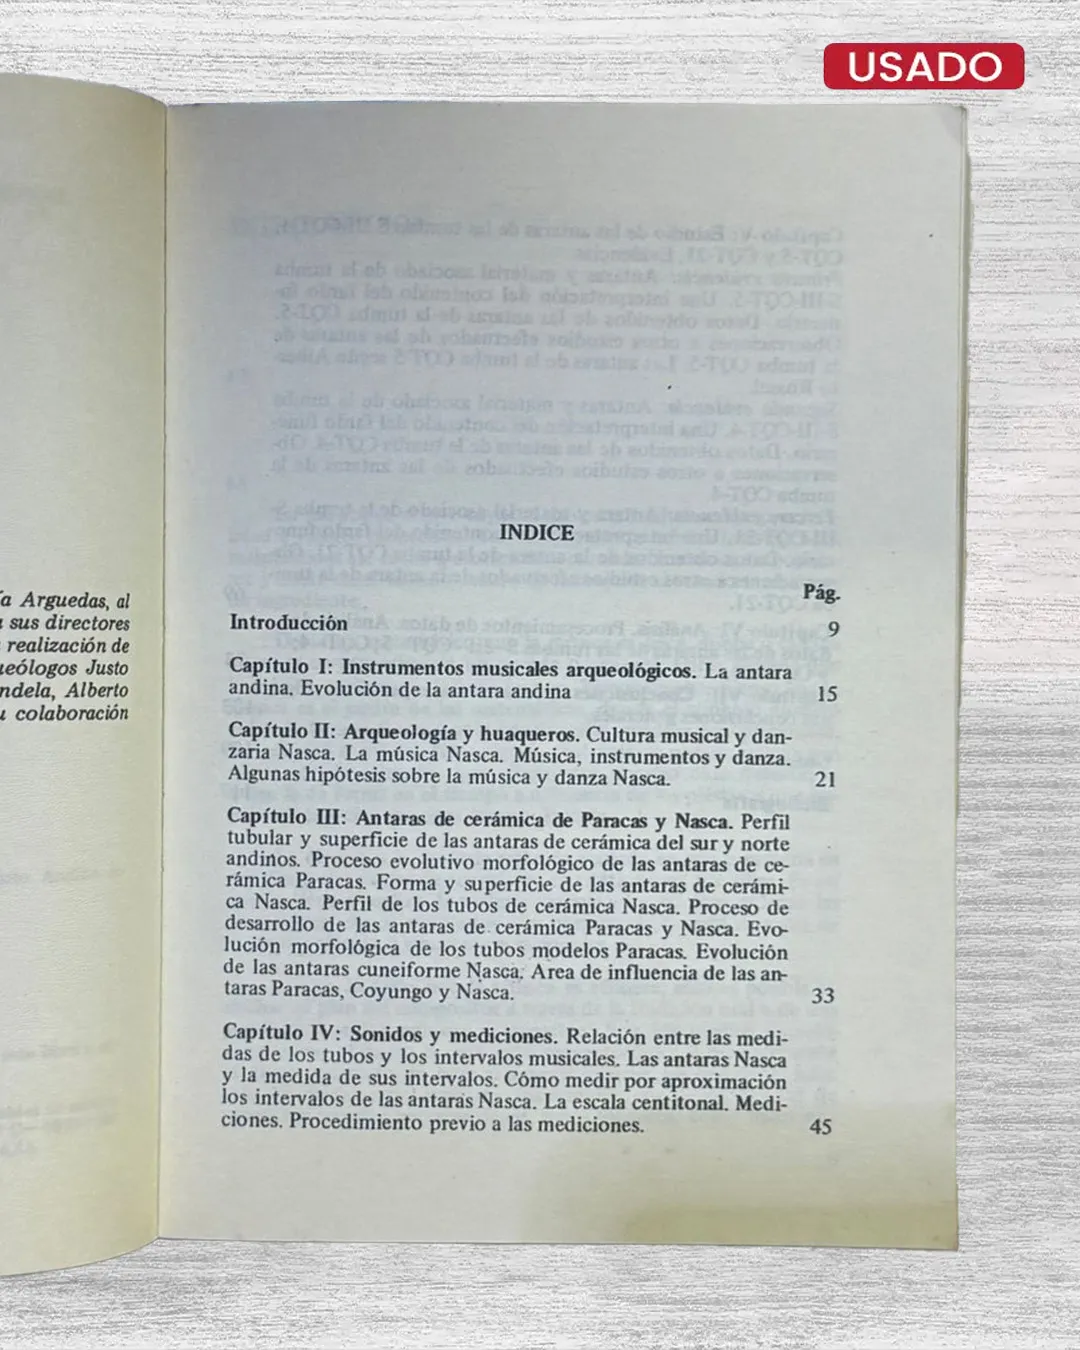 USADO
ía Arguedas, al
sus directores
realización de
ueólogos Justo
ndela, Alberto
u colaboración
INDICE
Pág.
Introducción 9
Capítulo I: Instrumentos musicales arqueológicos. La antara
andina. Evolución de la antara andina 15
Capítulo II: Arqueología y huaqueros. Cultura musical y dan-
zaria Nasca. La música Nasca. Música, instrumentos y danza.
Algunas hipótesis sobre la música y danza Nasca. 21
Capítulo III: Antaras de cerámica de Paracas y Nasca. Perfil
tubular y superficie de las antaras de cerámica del sur y norte
andinos. Proceso evolutivo morfológico de las antaras de ce-
rámica Paracas. Forma y superficie de las antaras de cerámi-
ca Nasca. Perfil de los tubos de cerámica Nasca. Proceso de
desarrollo de las antaras de cerámica Paracas y Nasca. Evo-
lución morfológica de los tubos modelos Paracas. Evolución
de las antaras cuneiforme Nasca. Area de influencia de las an-
taras Paracas, Coyungo y Nasca. 33
Capítulo IV: Sonidos y mediciones. Relación entre las medi-
das de los tubos y los intervalos musicales. Las antaras Nasca
y la medida de sus intervalos. Cómo medir por aproximación
los intervalos de las antaras Nasca. La escala centitonal. Medi-
ciones. Procedimiento previo a las mediciones. 45